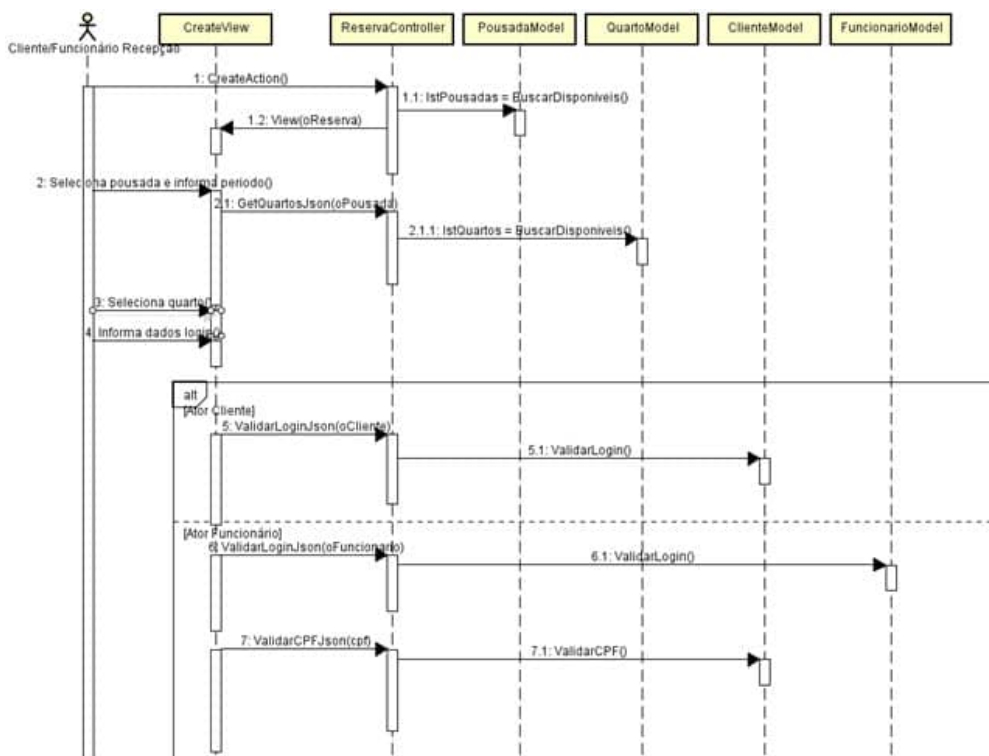 CreateView
ReservaController
PousadaModel
QuartoModel
ClienteModel
FuncionarioModel
Cliente/Funcionário Recepção
1: CreateAction()
1.1: lstPousadas = BuscarDisponiveis()
1.2: View(oReserva)
2: Seleciona pousada e informa periodo()
2.1: GetQuartosJson(oPousada)
2.1.1: lstQuartos = BuscarDisponiveis()
3: Seleciona quarto()
4: Informa dados login()
alt
[Ator Cliente]
5: ValidarLoginJson(oCliente)
5.1: ValidarLogin()
[Ator Funcionário]
6: ValidarLoginJson(oFuncionario)
6.1: ValidarLogin()
7: ValidarCPFJson(cpf)
7.1: ValidarCPF()